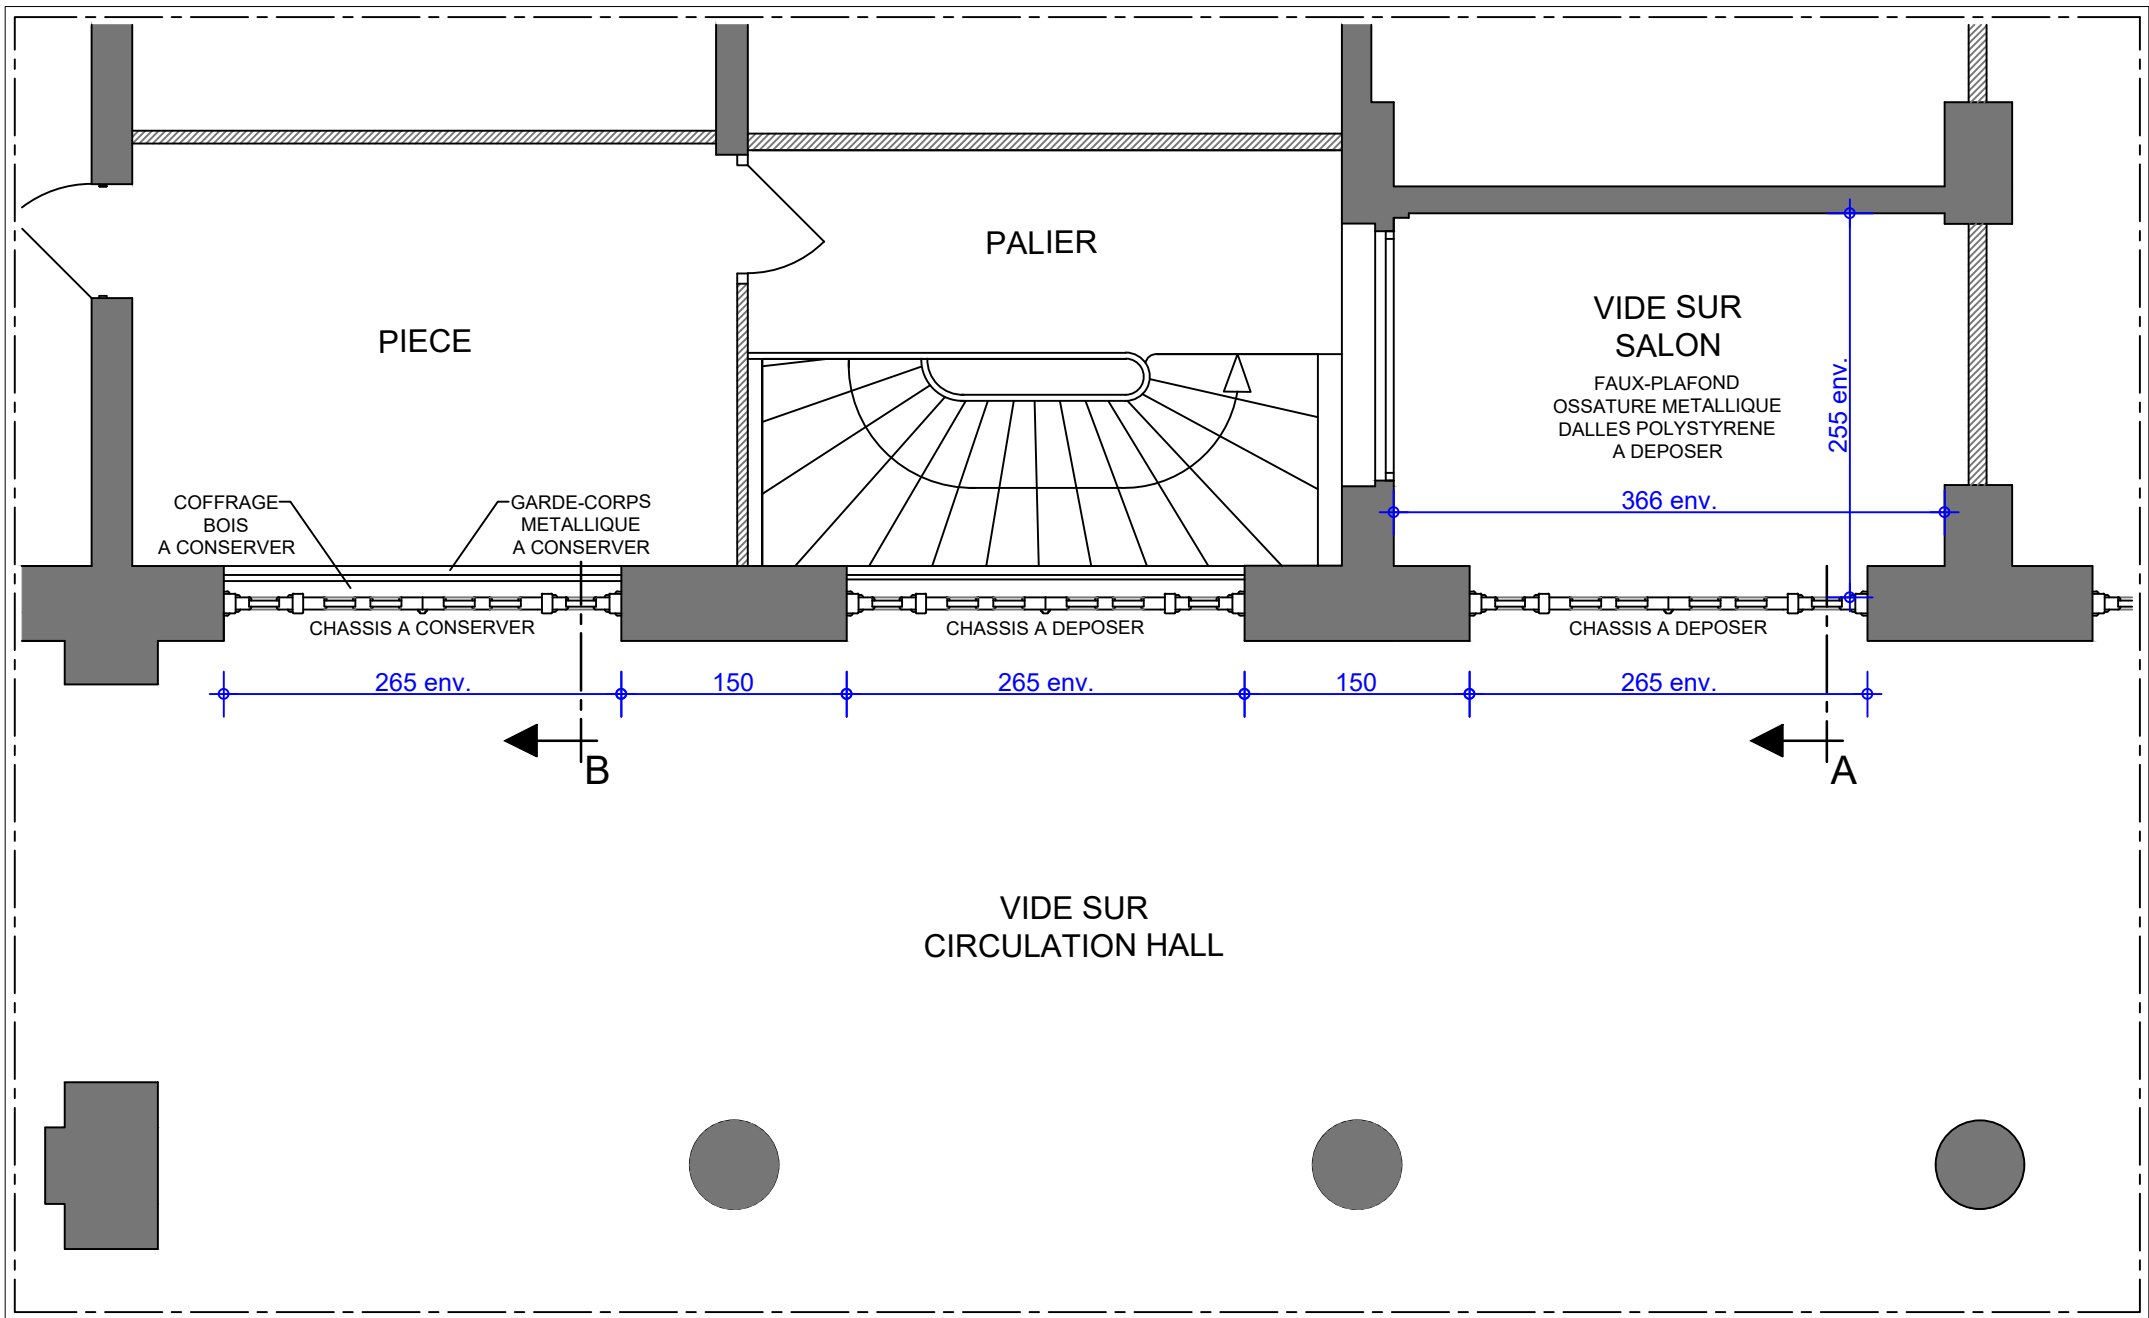 PALIER
PIECE
VIDE SUR
SALON
FAUX-PLAFOND
OSSATURE METALLIQUE
DALLES POLYSTYRENE
A DEPOSER
255 env.
366 env.
COFFRAGE
BOIS
A CONSERVER
GARDE-CORPS
METALLIQUE
A CONSERVER
CHASSIS A CONSERVER
CHASSIS A DEPOSER
CHASSIS A DEPOSER
265 env.
150
265 env.
150
265 env.
B
A
VIDE SUR
CIRCULATION HALL